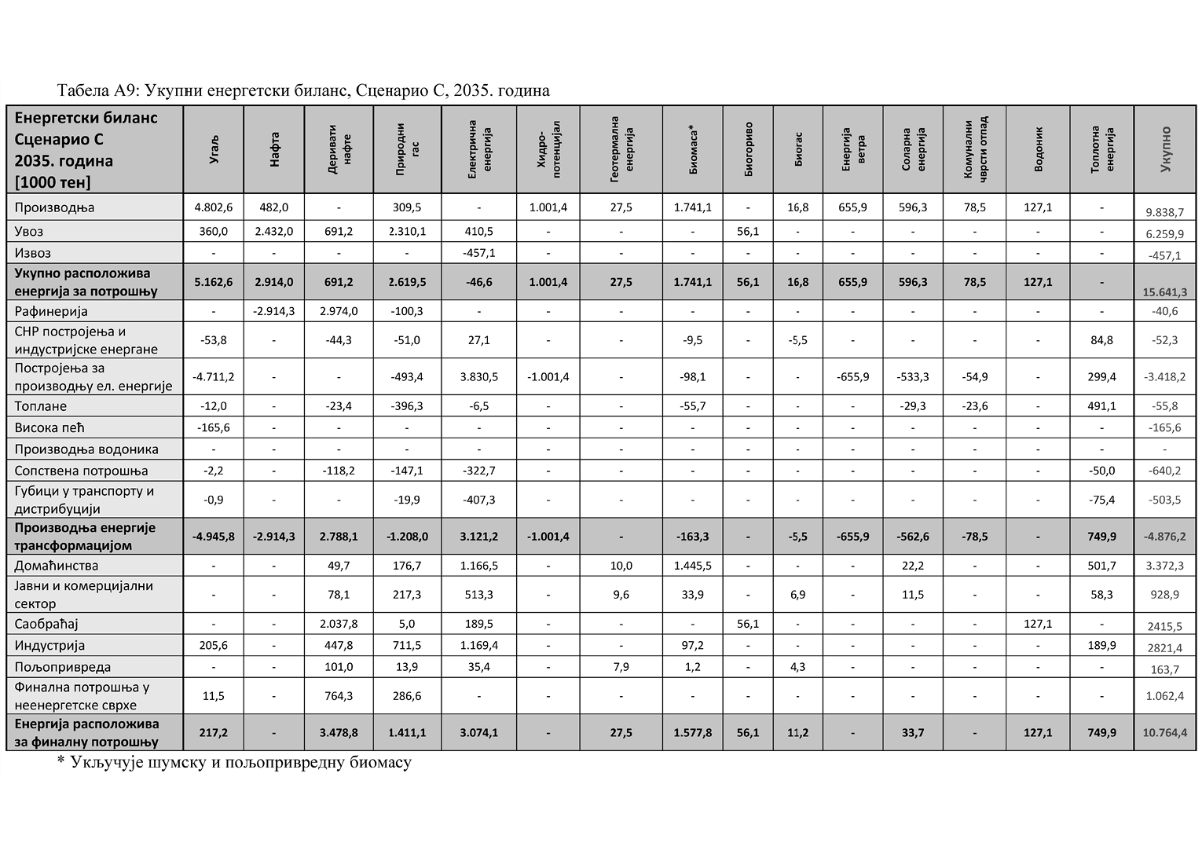 Табела А9: Укупни енергетски биланс, Сценарио С, 2035. година
Енергетски биланс
Сценарио С
2035. година
[1000 тен]
Угаљ
Нафта
Деривати нафте
Природни гас
Електрична енергија
Хидро-потенцијал
Геотермална енергија
Биомаса*
Биогориво
Биогас
Енергија ветра
Соларна енергија
Комунални чврсти отпад
Водоник
Топлотна енергија
Укупно
Производња 4.802,6 482,0 - 309,5 - 1.001,4 27,5 1.741,1 - 16,8 655,9 596,3 78,5 127,1 - 9.838,7
Увоз 360,0 2.432,0 691,2 2.310,1 410,5 - - - 56,1 - - - - - - 6.259,9
Извоз - - - - -457,1 - - - - - - - - - - -457,1
Укупно расположива
енергија за потрошњу 5.162,6 2.914,0 691,2 2.619,5 -46,6 1.001,4 27,5 1.741,1 56,1 16,8 655,9 596,3 78,5 127,1 - 15.641,3
Рафинерија - -2.914,3 2.974,0 -100,3 - - - - - - - - - - - -40,6
СНР постројења и
индустријске енергане -53,8 - -44,3 -51,0 27,1 - - -9,5 - -5,5 - - - - 84,8 -52,3
Постројења за
производњу ел. енергије -4.711,2 - - -493,4 3.830,5 -1.001,4 - -98,1 - - -655,9 -533,3 -54,9 - 299,4 -3.418,2
Топлане -12,0 - -23,4 -396,3 -6,5 - - -55,7 - - - -29,3 -23,6 - 491,1 -55,8
Висока пећ -165,6 - - - - - - - - - - - - - - -165,6
Производња водоника - - - - - - - - - - - - - - - -
Сопствена потрошња -2,2 - -118,2 -147,1 -322,7 - - - - - - - - - -50,0 -640,2
Губици у транспорту и
дистрибуцији -0,9 - - -19,9 -407,3 - - - - - - - - - -75,4 -503,5
Производња енергије
трансформацијом -4.945,8 -2.914,3 2.788,1 -1.208,0 3.121,2 -1.001,4 - -163,3 - -5,5 -655,9 -562,6 -78,5 - 749,9 -4.876,2
Домаћинства - - 49,7 176,7 1.166,5 - 10,0 1.445,5 - - - 22,2 - - 501,7 3.372,3
Јавни и комерцијални
сектор - - 78,1 217,3 513,3 - 9,6 33,9 - 6,9 - 11,5 - - 58,3 928,9
Саобраћај - - 2.037,8 5,0 189,5 - - - 56,1 - - - - 127,1 - 2415,5
Индустрија 205,6 - 447,8 711,5 1.169,4 - - 97,2 - - - - - - 189,9 2821,4
Пољопривреда - - 101,0 13,9 35,4 - 7,9 1,2 - 4,3 - - - - - 163,7
Финална потрошња у
неенергетске сврхе 11,5 - 764,3 286,6 - - - - - - - - - - - 1.062,4
Енергија расположива
за финалну потрошњу 217,2 - 3.478,8 1.411,1 3.074,1 - 27,5 1.577,8 56,1 11,2 - 33,7 - 127,1 749,9 10.764,4
* Укључује шумску и пољопривредну биомасу